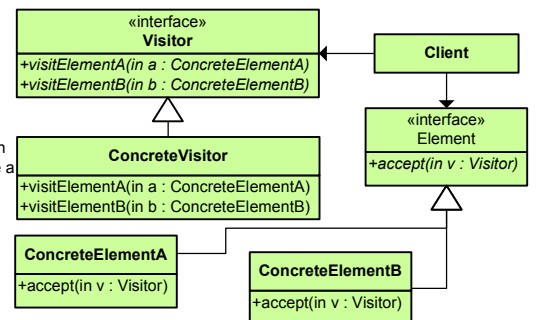 «interface»
Visitor
+visitElementA(in a : ConcreteElementA)
+visitElementB(in b : ConcreteElementB)
Client
«interface»
Element
+accept(in v : Visitor)
ConcreteVisitor
+visitElementA(in a : ConcreteElementA)
+visitElementB(in b : ConcreteElementB)
ConcreteElementA
+accept(in v : Visitor)
ConcreteElementB
+accept(in v : Visitor)